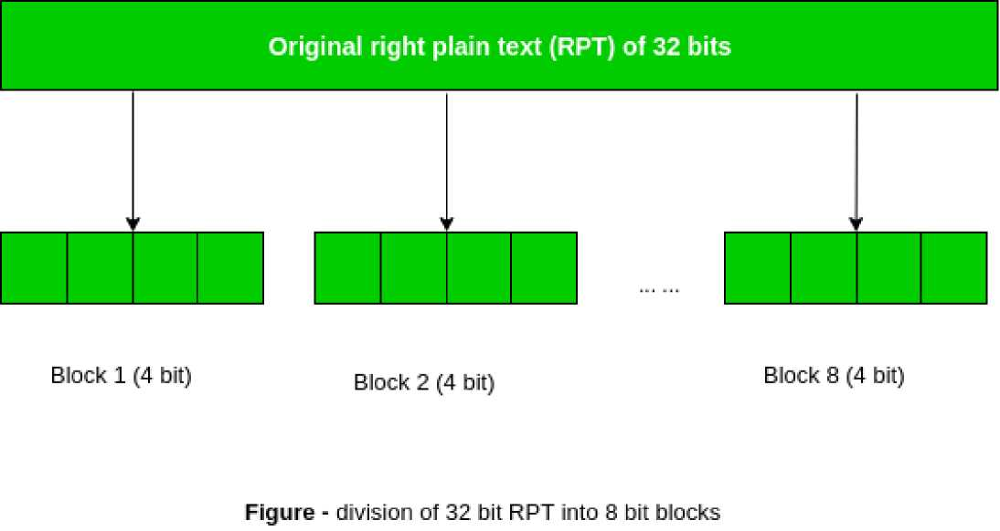 Original right plain text (RPT) of 32 bits
... ...
Block 1 (4 bit)
Block 2 (4 bit)
Block 8 (4 bit)
Figure - division of 32 bit RPT into 8 bit blocks